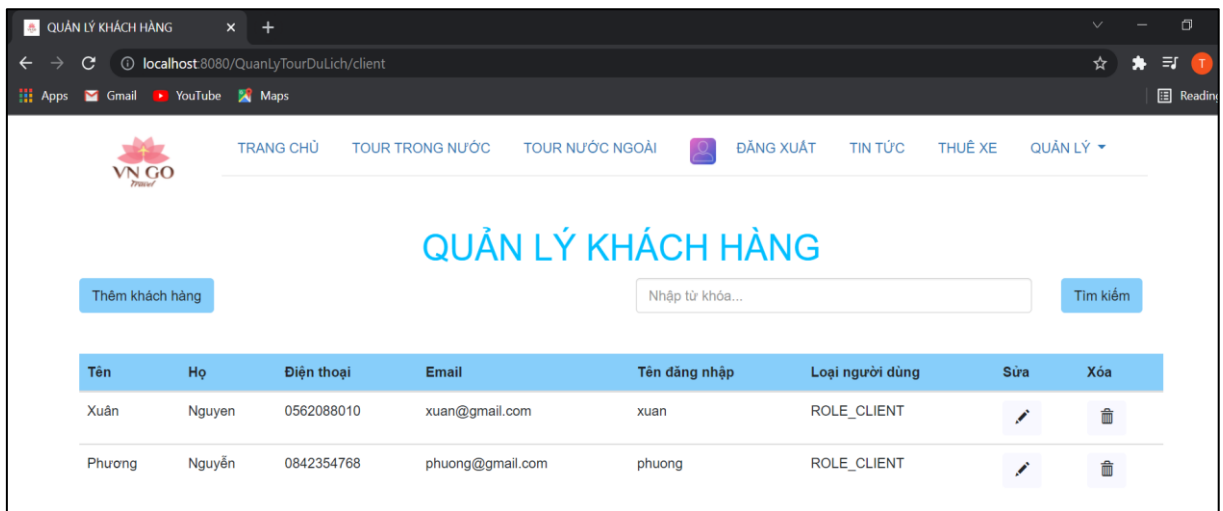 QUẢN LÝ KHÁCH HÀNG
localhost:8080/QuanLyTourDuLich/client
T
Apps Gmail YouTube Maps Reading
VN GO
Travel
TRANG CHỦ TOUR TRONG NƯỚC TOUR NƯỚC NGOÀI ĐĂNG XUẤT TIN TỨC THUÊ XE QUẢN LÝ
QUẢN LÝ KHÁCH HÀNG
Thêm khách hàng Nhập từ khóa... Tìm kiếm
Tên Họ Điện thoại Email Tên đăng nhập Loại người dùng Sửa Xóa
Xuân Nguyen 0562088010 xuan@gmail.com xuan ROLE_CLIENT
Phương Nguyễn 0842354768 phuong@gmail.com phuong ROLE_CLIENT